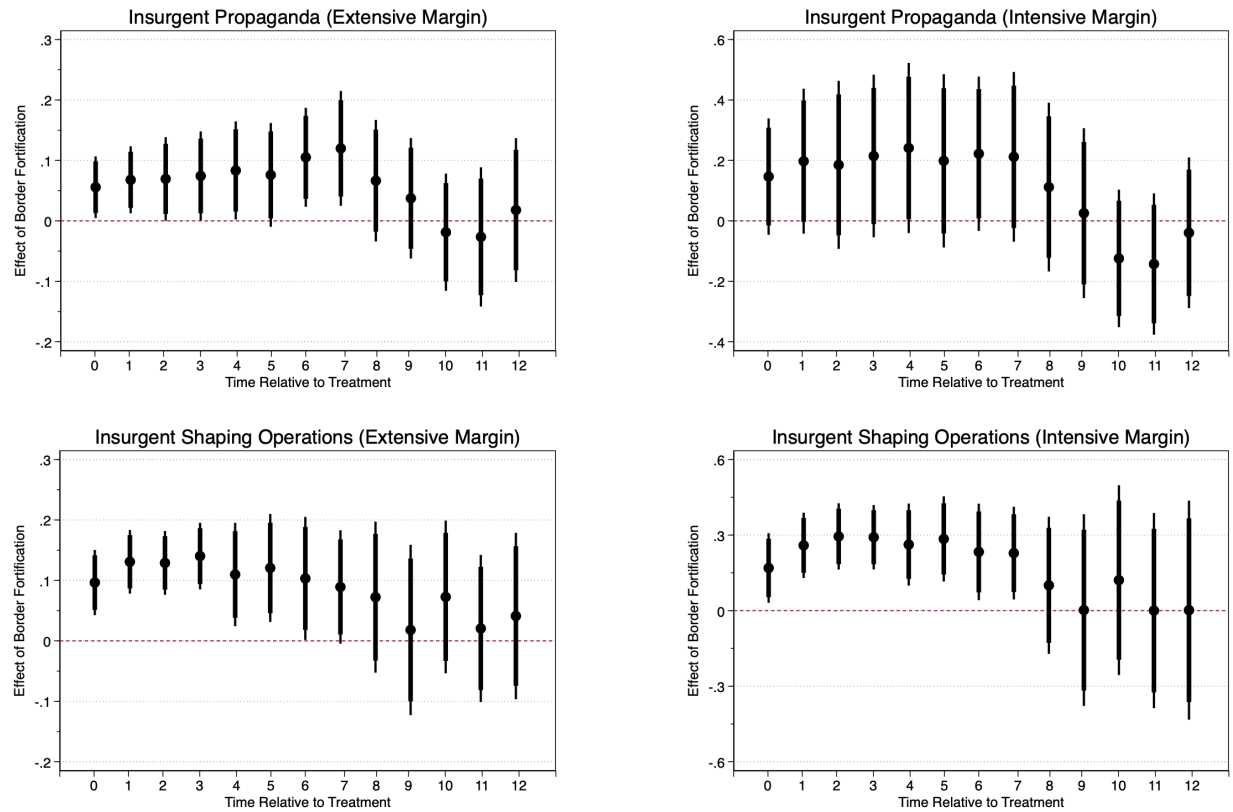 Insurgent Propaganda (Extensive Margin)
Effect of Border Fortification
.3
.2
.1
0
-.1
-.2
0 1 2 3 4 5 6 7 8 9 10 11 12
Time Relative to Treatment
Insurgent Propaganda (Intensive Margin)
Effect of Border Fortification
.6
.4
.2
0
-.2
-.4
0 1 2 3 4 5 6 7 8 9 10 11 12
Time Relative to Treatment
Insurgent Shaping Operations (Extensive Margin)
Effect of Border Fortification
.3
.2
.1
0
-.1
-.2
0 1 2 3 4 5 6 7 8 9 10 11 12
Time Relative to Treatment
Insurgent Shaping Operations (Intensive Margin)
Effect of Border Fortification
.6
.3
0
-.3
-.6
0 1 2 3 4 5 6 7 8 9 10 11 12
Time Relative to Treatment